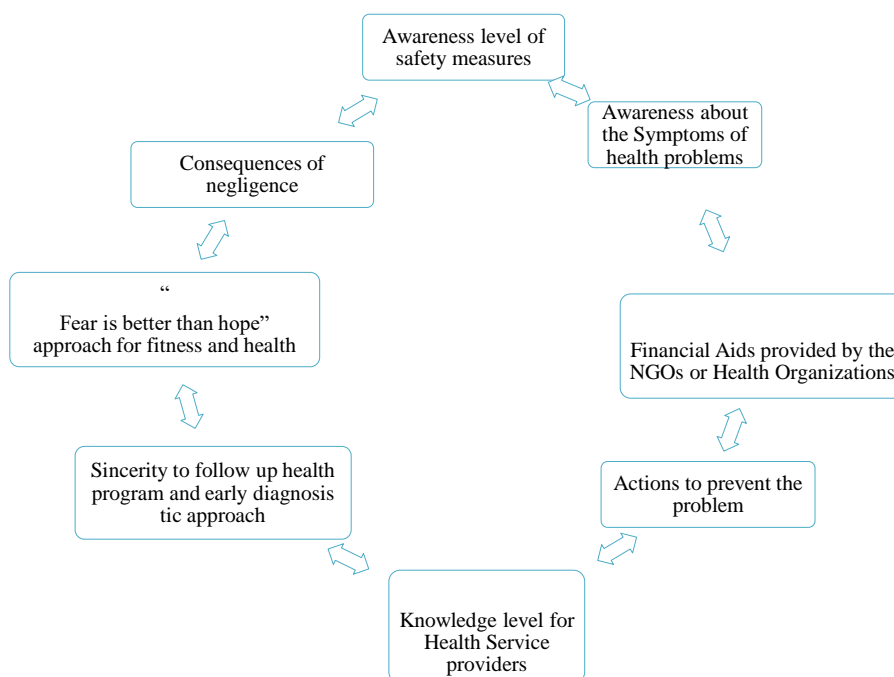 Awareness level of
safety measures
Awareness about
the Symptoms of
health problems
Consequences of
negligence
“
Fear is better than hope”
approach for fitness and health
Financial Aids provided by the
NGOs or Health Organizations
Sincerity to follow up health
program and early diagnosis
tic approach
Actions to prevent the
problem
Knowledge level for
Health Service
providers